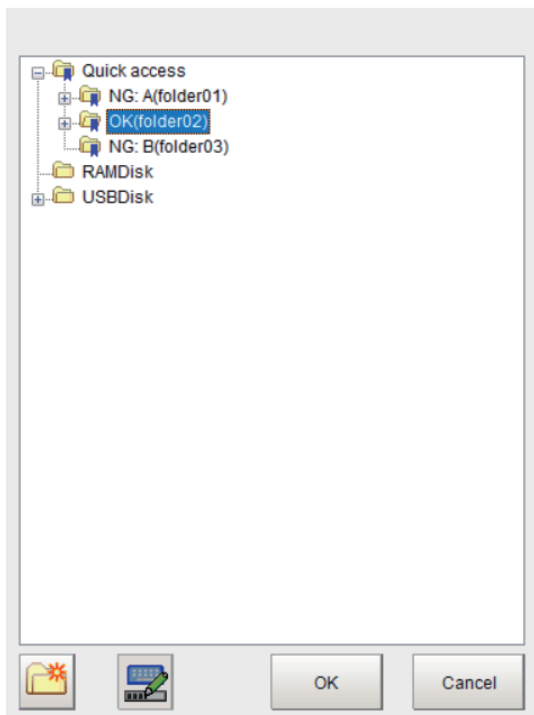 Quick access
NG: A(folder01)
OK(folder02)
NG: B(folder03)
RAMDisk
USBDisk
OK
Cancel